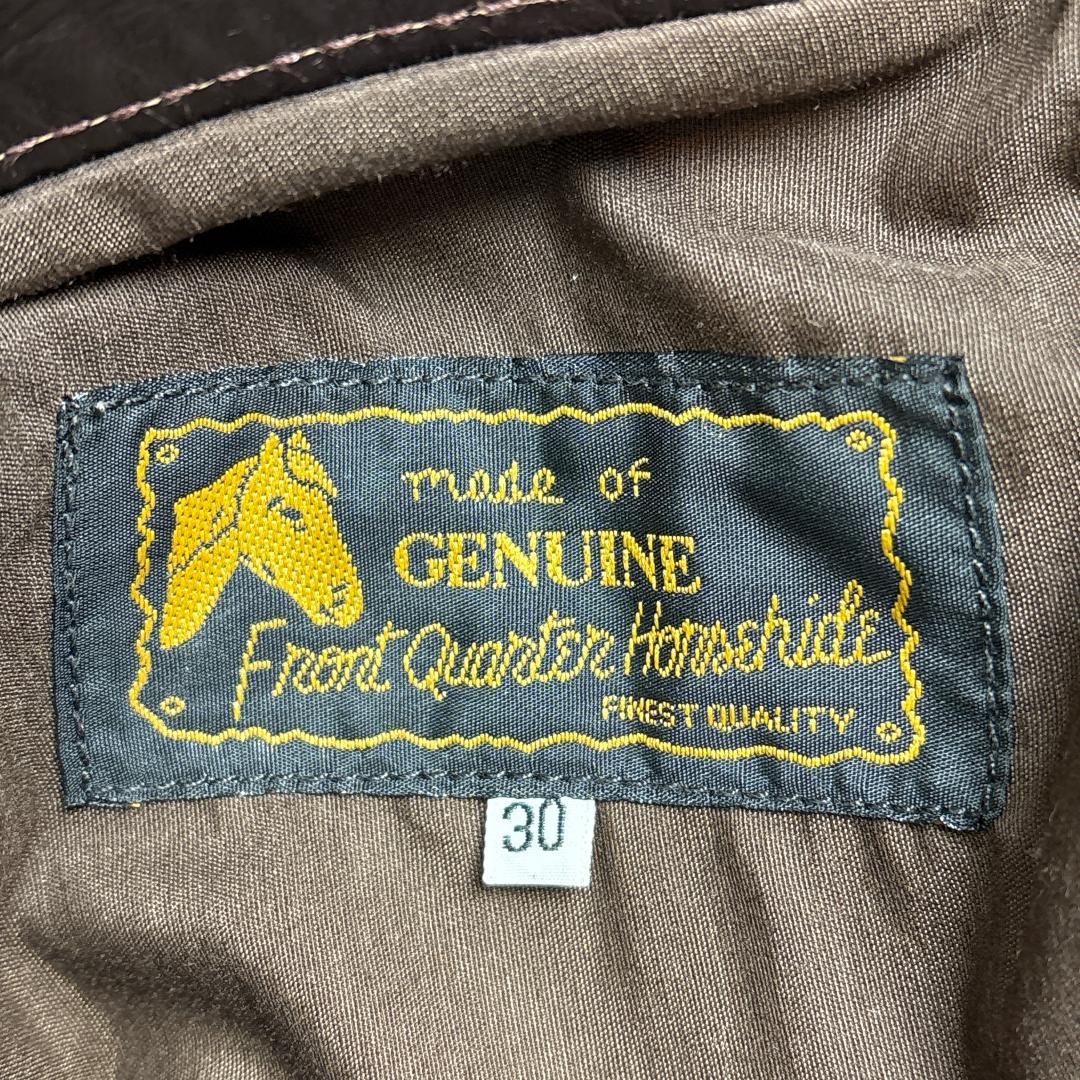 made of
GENUINE
Front Quarter Horsehide
FINEST QUALITY
30